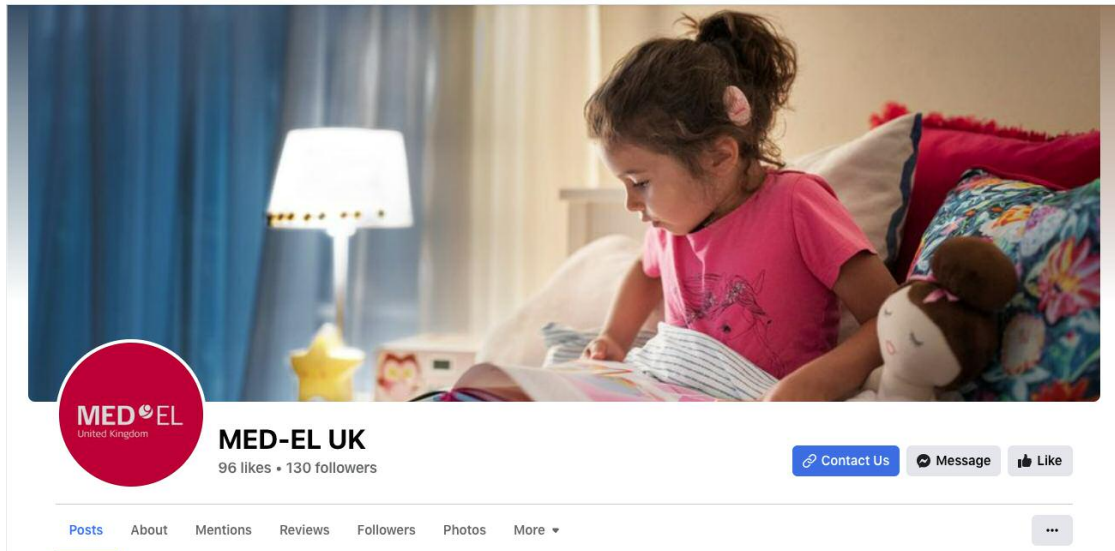 MED EL
United Kingdom
MED-EL UK
96 likes • 130 followers
Contact Us
Message
Like
Posts
About
Mentions
Reviews
Followers
Photos
More